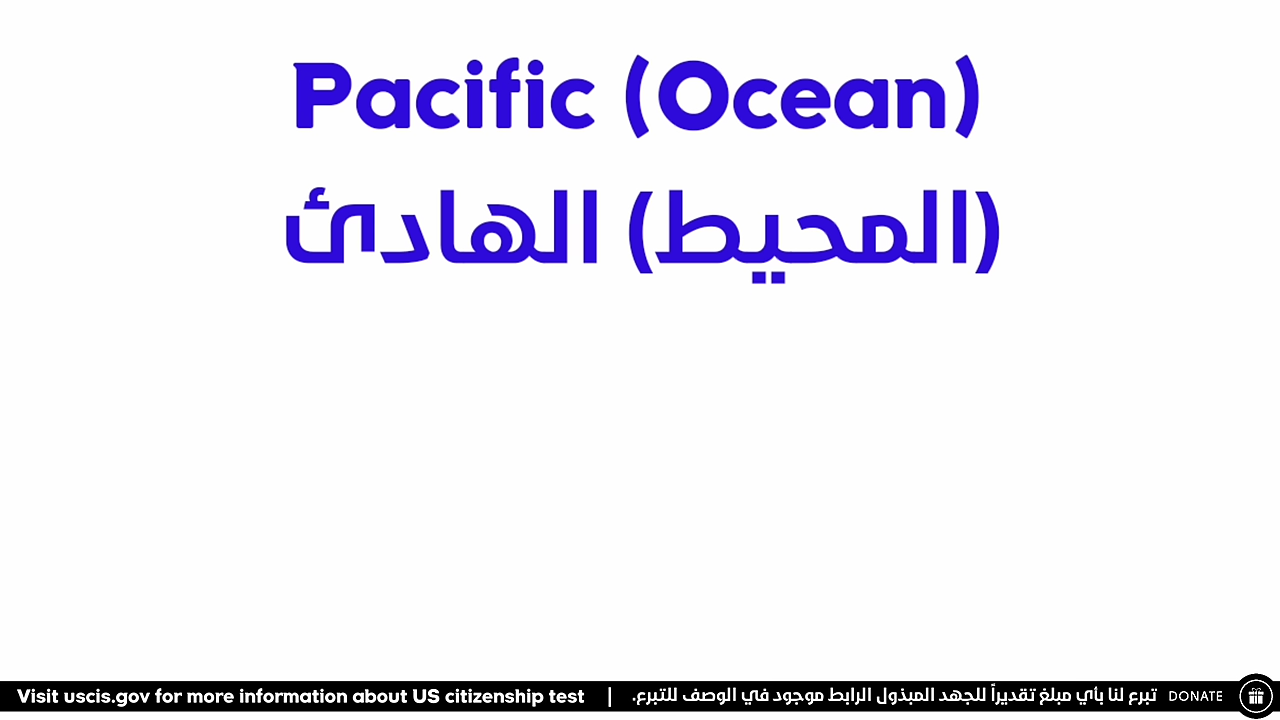 Pacific (Ocean)
(المحيط) الهادئ
Visit uscis.gov for more information about US citizenship test | تبرع لنا بأي مبلغ تقديراً للجهد المبذول الرابط موجود في الوصف للتبرع. DONATE